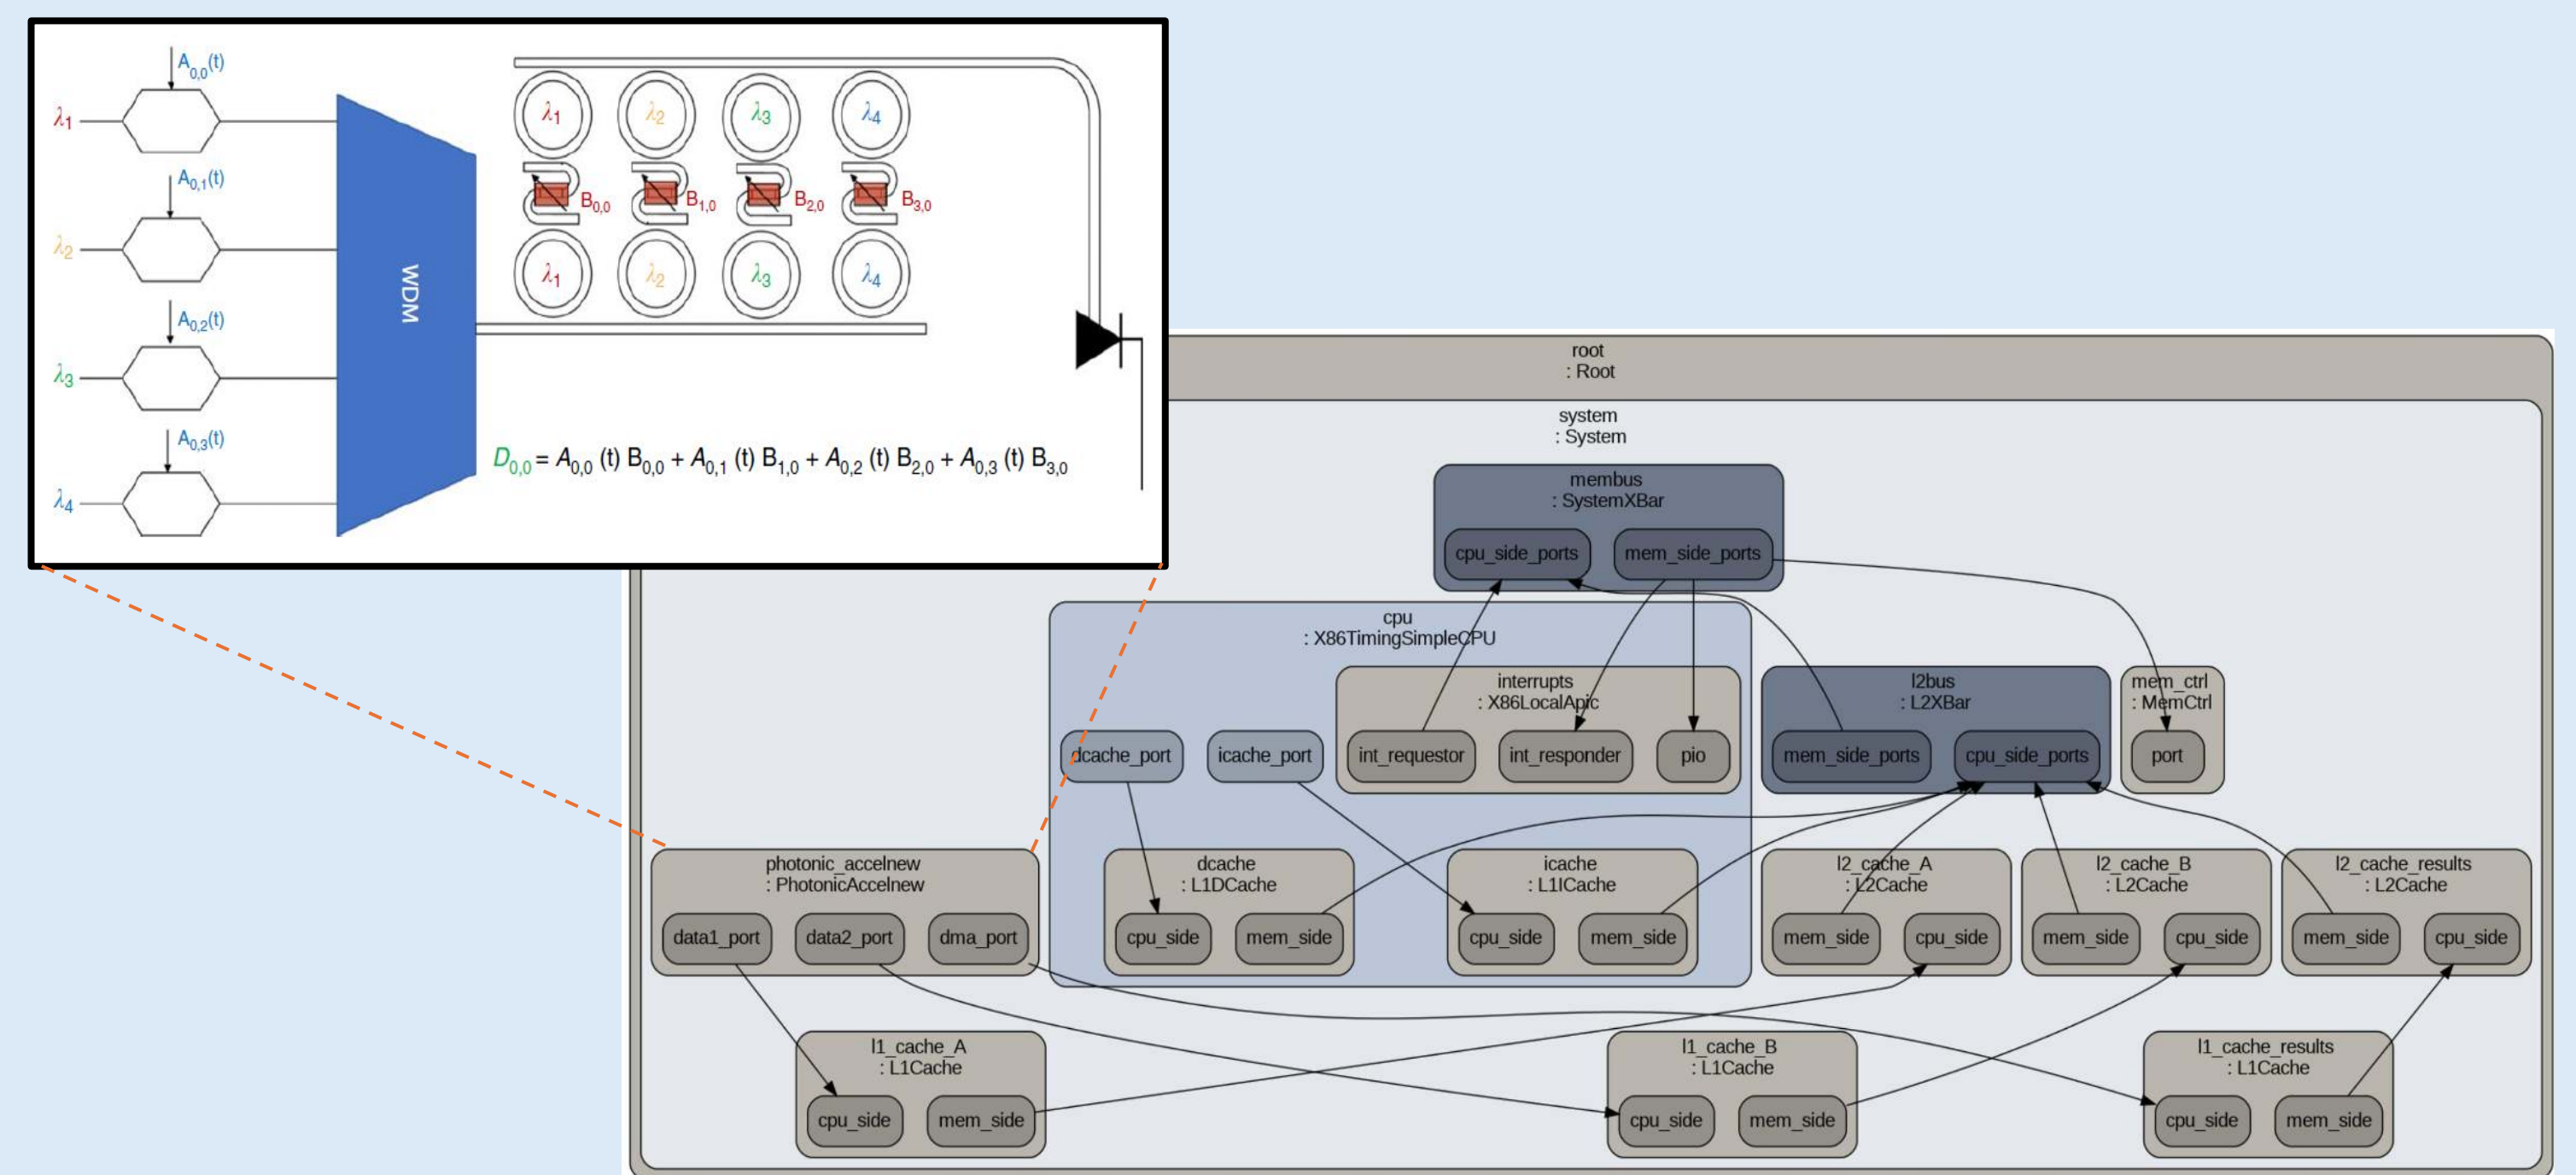 A0,0(t)
λ1
A0,1(t)
λ2
A0,2(t)
λ3
A0,3(t)
λ4
WDM
λ1 λ2 λ3 λ4
B0,0 B1,0 B2,0 B3,0
λ1 λ2 λ3 λ4
D0,0 = A0,0 (t) B0,0 + A0,1 (t) B1,0 + A0,2 (t) B2,0 + A0,3 (t) B3,0
root
: Root
system
: System
membus
: SystemXBar
cpu_side_ports mem_side_ports
cpu
: X86TimingSimpleCPU
interrupts
: X86LocalApic
dcache_port icache_port int_requestor int_responder pio
l2bus
: L2XBar
mem_side_ports cpu_side_ports
mem_ctrl
: MemCtrl
port
photonic_accelnew
: PhotonicAccelnew
data1_port data2_port dma_port
dcache
: L1DCache
cpu_side mem_side
icache
: L1ICache
cpu_side mem_side
l2_cache_A
: L2Cache
mem_side cpu_side
l2_cache_B
: L2Cache
mem_side cpu_side
l2_cache_results
: L2Cache
mem_side cpu_side
l1_cache_A
: L1Cache
cpu_side mem_side
l1_cache_B
: L1Cache
cpu_side mem_side
l1_cache_results
: L1Cache
cpu_side mem_side